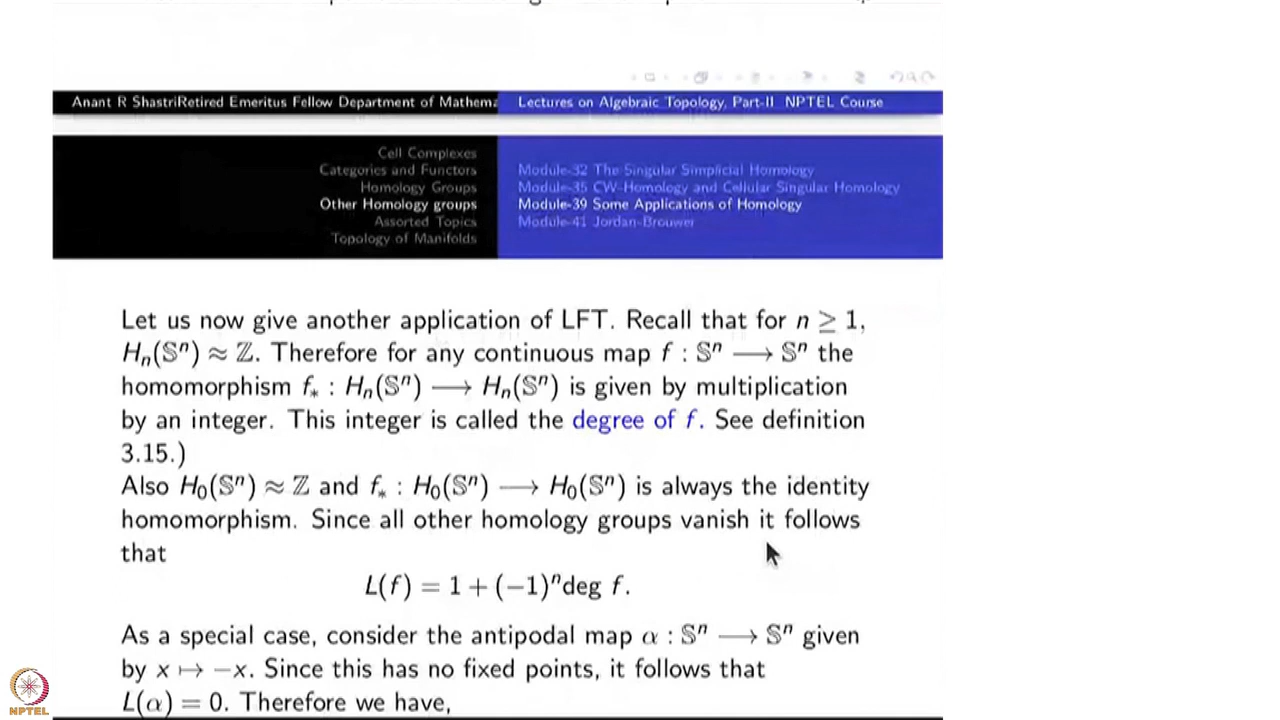 Anant R ShastriRetired Emeritus Fellow Department of Mathema
Lectures on Algebraic Topology, Part-II NPTEL Course
Cell Complexes
Categories and Functors
Homology Groups
Other Homology groups
Assorted Topics
Topology of Manifolds
Module-32 The Singular Simplicial Homology
Module-35 CW-Homology and Cellular Singular Homology
Module-39 Some Applications of Homology
Module-41 Jordan-Brouwer
Let us now give another application of LFT. Recall that for n ≥ 1,
Hₙ(𝕊ⁿ) ≈ ℤ. Therefore for any continuous map f : 𝕊ⁿ ⟶ 𝕊ⁿ the
homomorphism f∗ : Hₙ(𝕊ⁿ) ⟶ Hₙ(𝕊ⁿ) is given by multiplication
by an integer. This integer is called the degree of f. See definition
3.15.)
Also H₀(𝕊ⁿ) ≈ ℤ and f∗ : H₀(𝕊ⁿ) ⟶ H₀(𝕊ⁿ) is always the identity
homomorphism. Since all other homology groups vanish it follows
that
L(f) = 1 + (−1)ⁿdeg f.
As a special case, consider the antipodal map α : 𝕊ⁿ ⟶ 𝕊ⁿ given
by x ↦ −x. Since this has no fixed points, it follows that
L(α) = 0. Therefore we have,
NPTEL